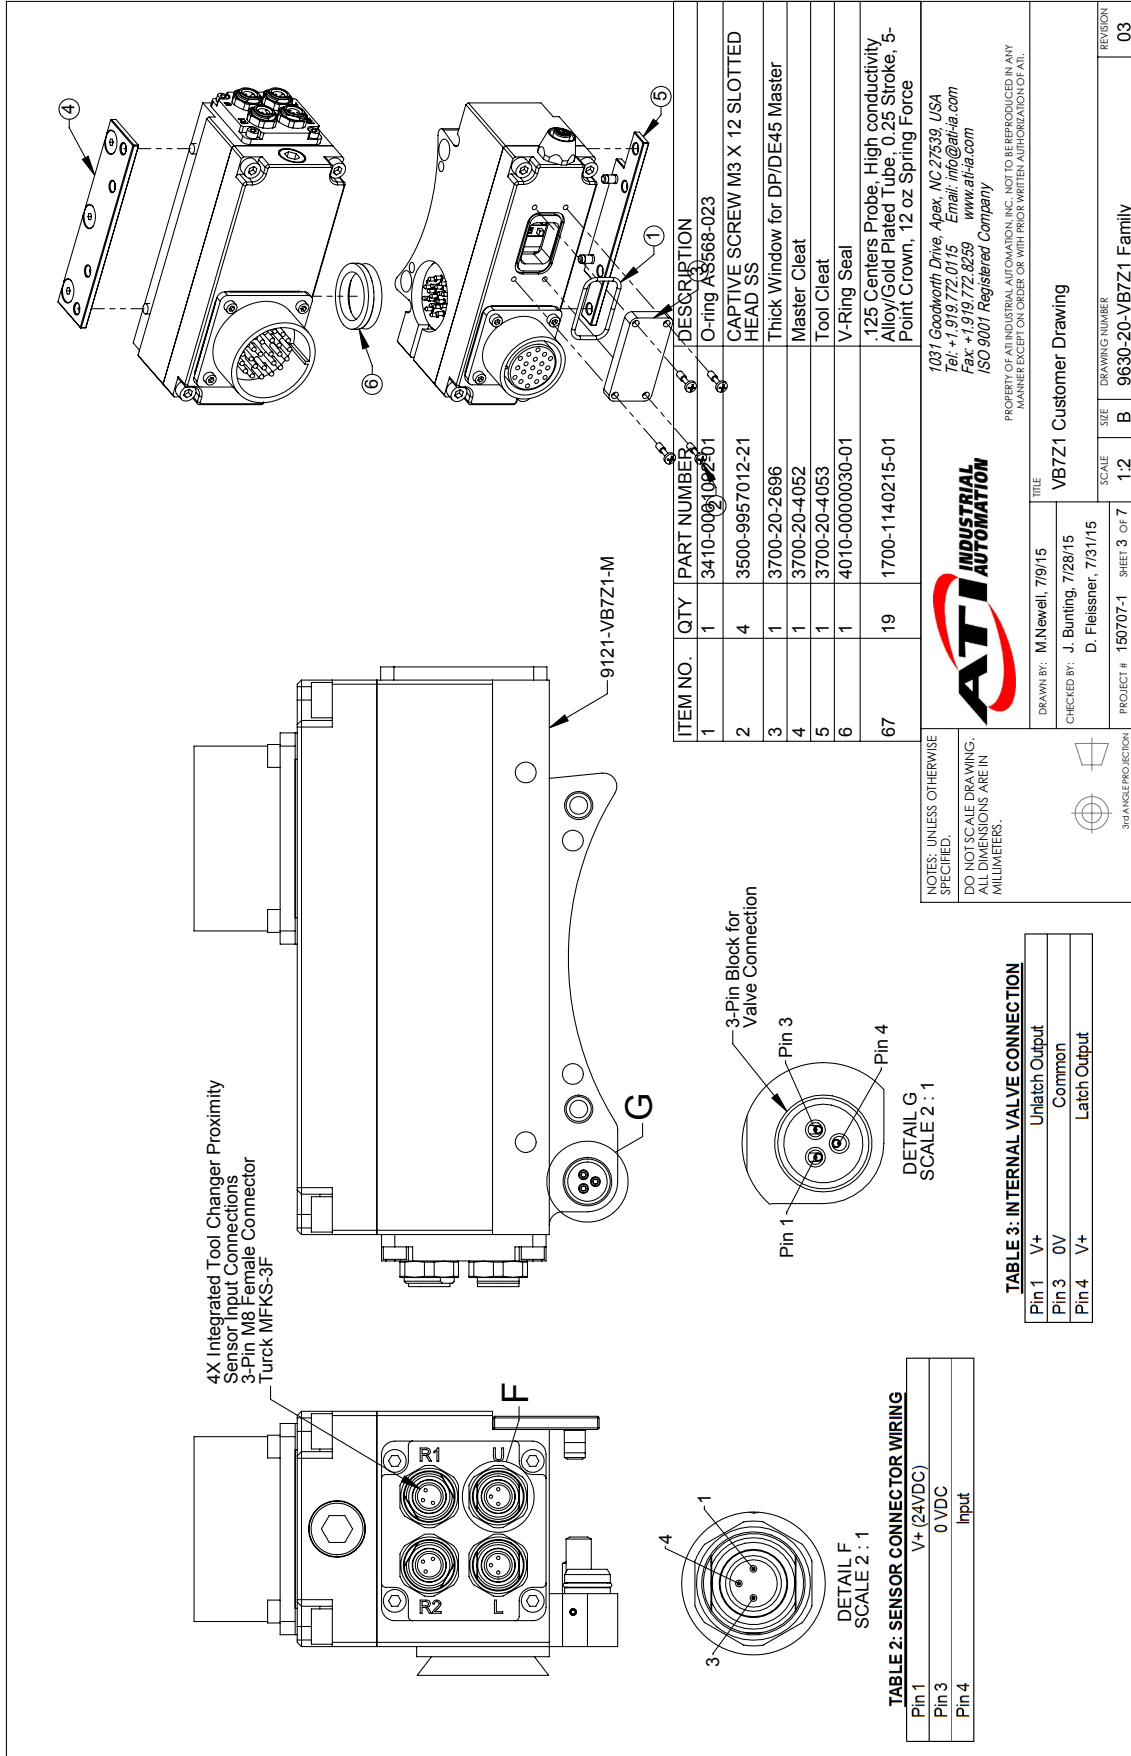 4X Integrated Tool Changer Proximity
Sensor Input Connections
3-Pin M8 Female Connector
Turck MFKS-3F
R1
U
R2
L
F
9121-VB7Z1-M
G
4
6
5
1
3
2
4
1
3
DETAIL F
SCALE 2 : 1
3-Pin Block for
Valve Connection
Pin 1
Pin 3
Pin 4
DETAIL G
SCALE 2 : 1
TABLE 2: SENSOR CONNECTOR WIRING
Pin 1 V+ (24VDC)
Pin 3 0 VDC
Pin 4 Input
TABLE 3: INTERNAL VALVE CONNECTION
Pin 1 V+ Unlatch Output
Pin 3 0V Common
Pin 4 V+ Latch Output
ITEM NO. QTY PART NUMBER DESCRIPTION
1 1 O-ring AS568-023
2 4 3500-9957012-21 CAPTIVE SCREW M3 X 12 SLOTTED
HEAD SS
3 1 3700-20-2696 Thick Window for DP/DE45 Master
4 1 3700-20-4052 Master Cleat
5 1 3700-20-4053 Tool Cleat
6 1 4010-0000030-01 V-Ring Seal
67 19 1700-1140215-01 .125 Centers Probe, High conductivity
Alloy/Gold Plated Tube, 0.25 Stroke, 5-
Point Crown, 12 oz Spring Force
NOTES: UNLESS OTHERWISE
SPECIFIED.
DO NOT SCALE DRAWING.
ALL DIMENSIONS ARE IN
MILLIMETERS.
3rd ANGLE PROJECTION
ATI INDUSTRIAL
AUTOMATION
1031 Goodworth Drive, Apex, NC 27539, USA
Tel: +1.919.772.0115 Email: info@ati-ia.com
Fax: +1.919.772.8259 www.ati-ia.com
ISO 9001 Registered Company
PROPERTY OF ATI INDUSTRIAL AUTOMATION, INC. NOT TO BE REPRODUCED IN ANY
MANNER EXCEPT ON ORDER OR WITH PRIOR WRITTEN AUTHORIZATION OF ATI.
DRAWN BY: M.Newell, 7/9/15
CHECKED BY: J. Bunting, 7/28/15
D. Fleissner, 7/31/15
TITLE
VB7Z1 Customer Drawing
PROJECT # 150707-1 SHEET 3 OF 7
SCALE
1:2
SIZE
B
DRAWING NUMBER
9630-20-VB7Z1 Family
REVISION
03